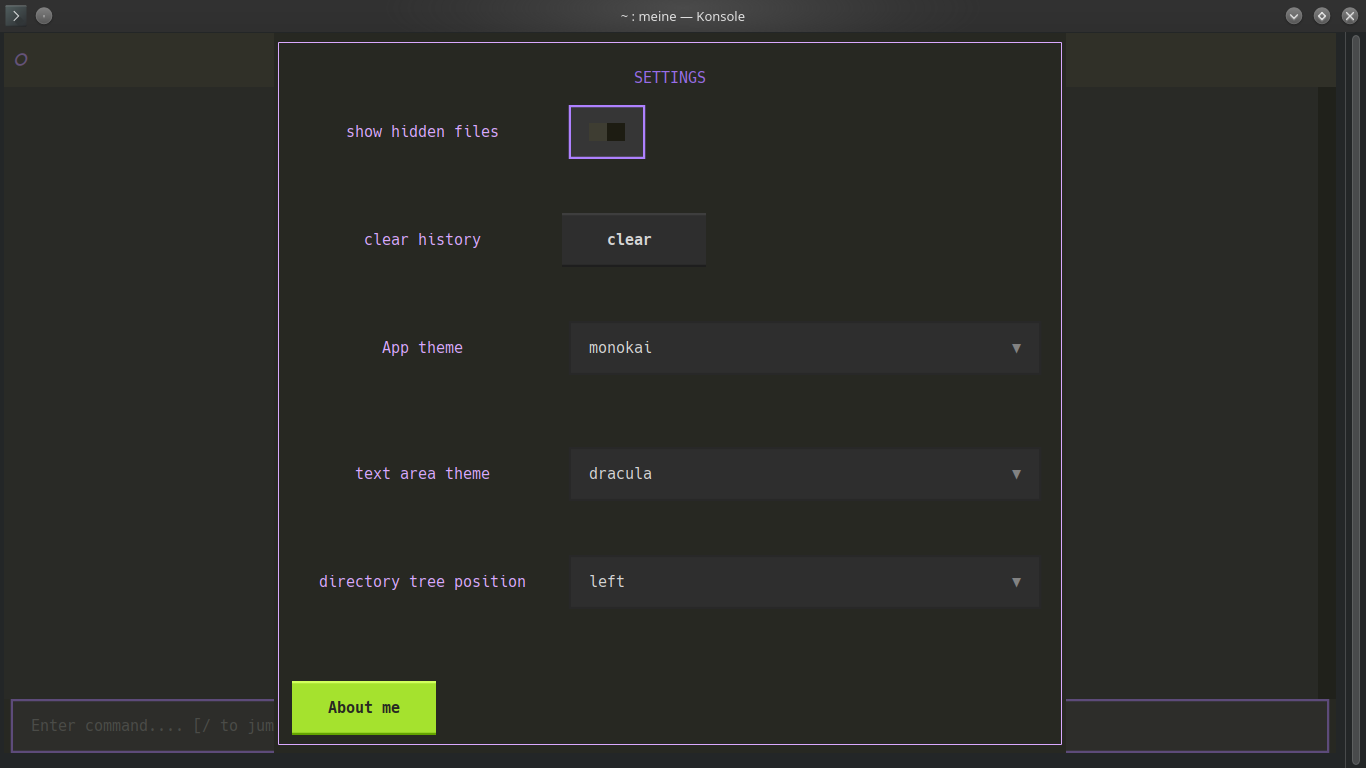 ~ : meine — Konsole
SETTINGS
show hidden files
clear history
clear
App theme
monokai ▼
text area theme
dracula ▼
directory tree position
left ▼
About me
Enter command.... [/ to jum